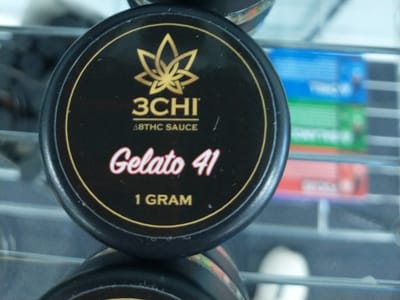 3CHI
Δ8THC SAUCE
Gelato 41
1 GRAM